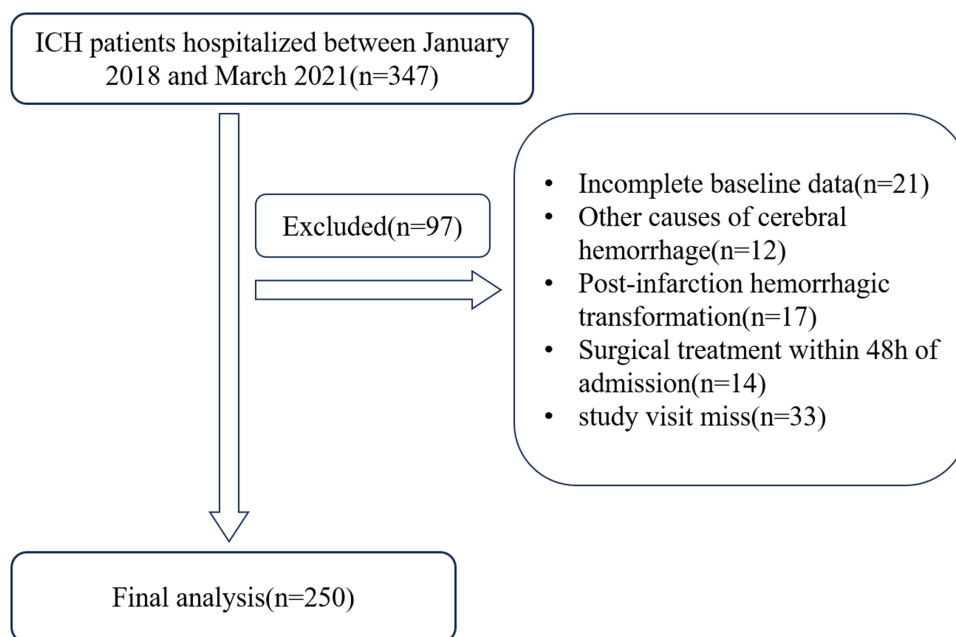 ICH patients hospitalized between January
2018 and March 2021(n=347)
Excluded(n=97)
• Incomplete baseline data(n=21)
• Other causes of cerebral
hemorrhage(n=12)
• Post-infarction hemorrhagic
transformation(n=17)
• Surgical treatment within 48h of
admission(n=14)
• study visit miss(n=33)
Final analysis(n=250)